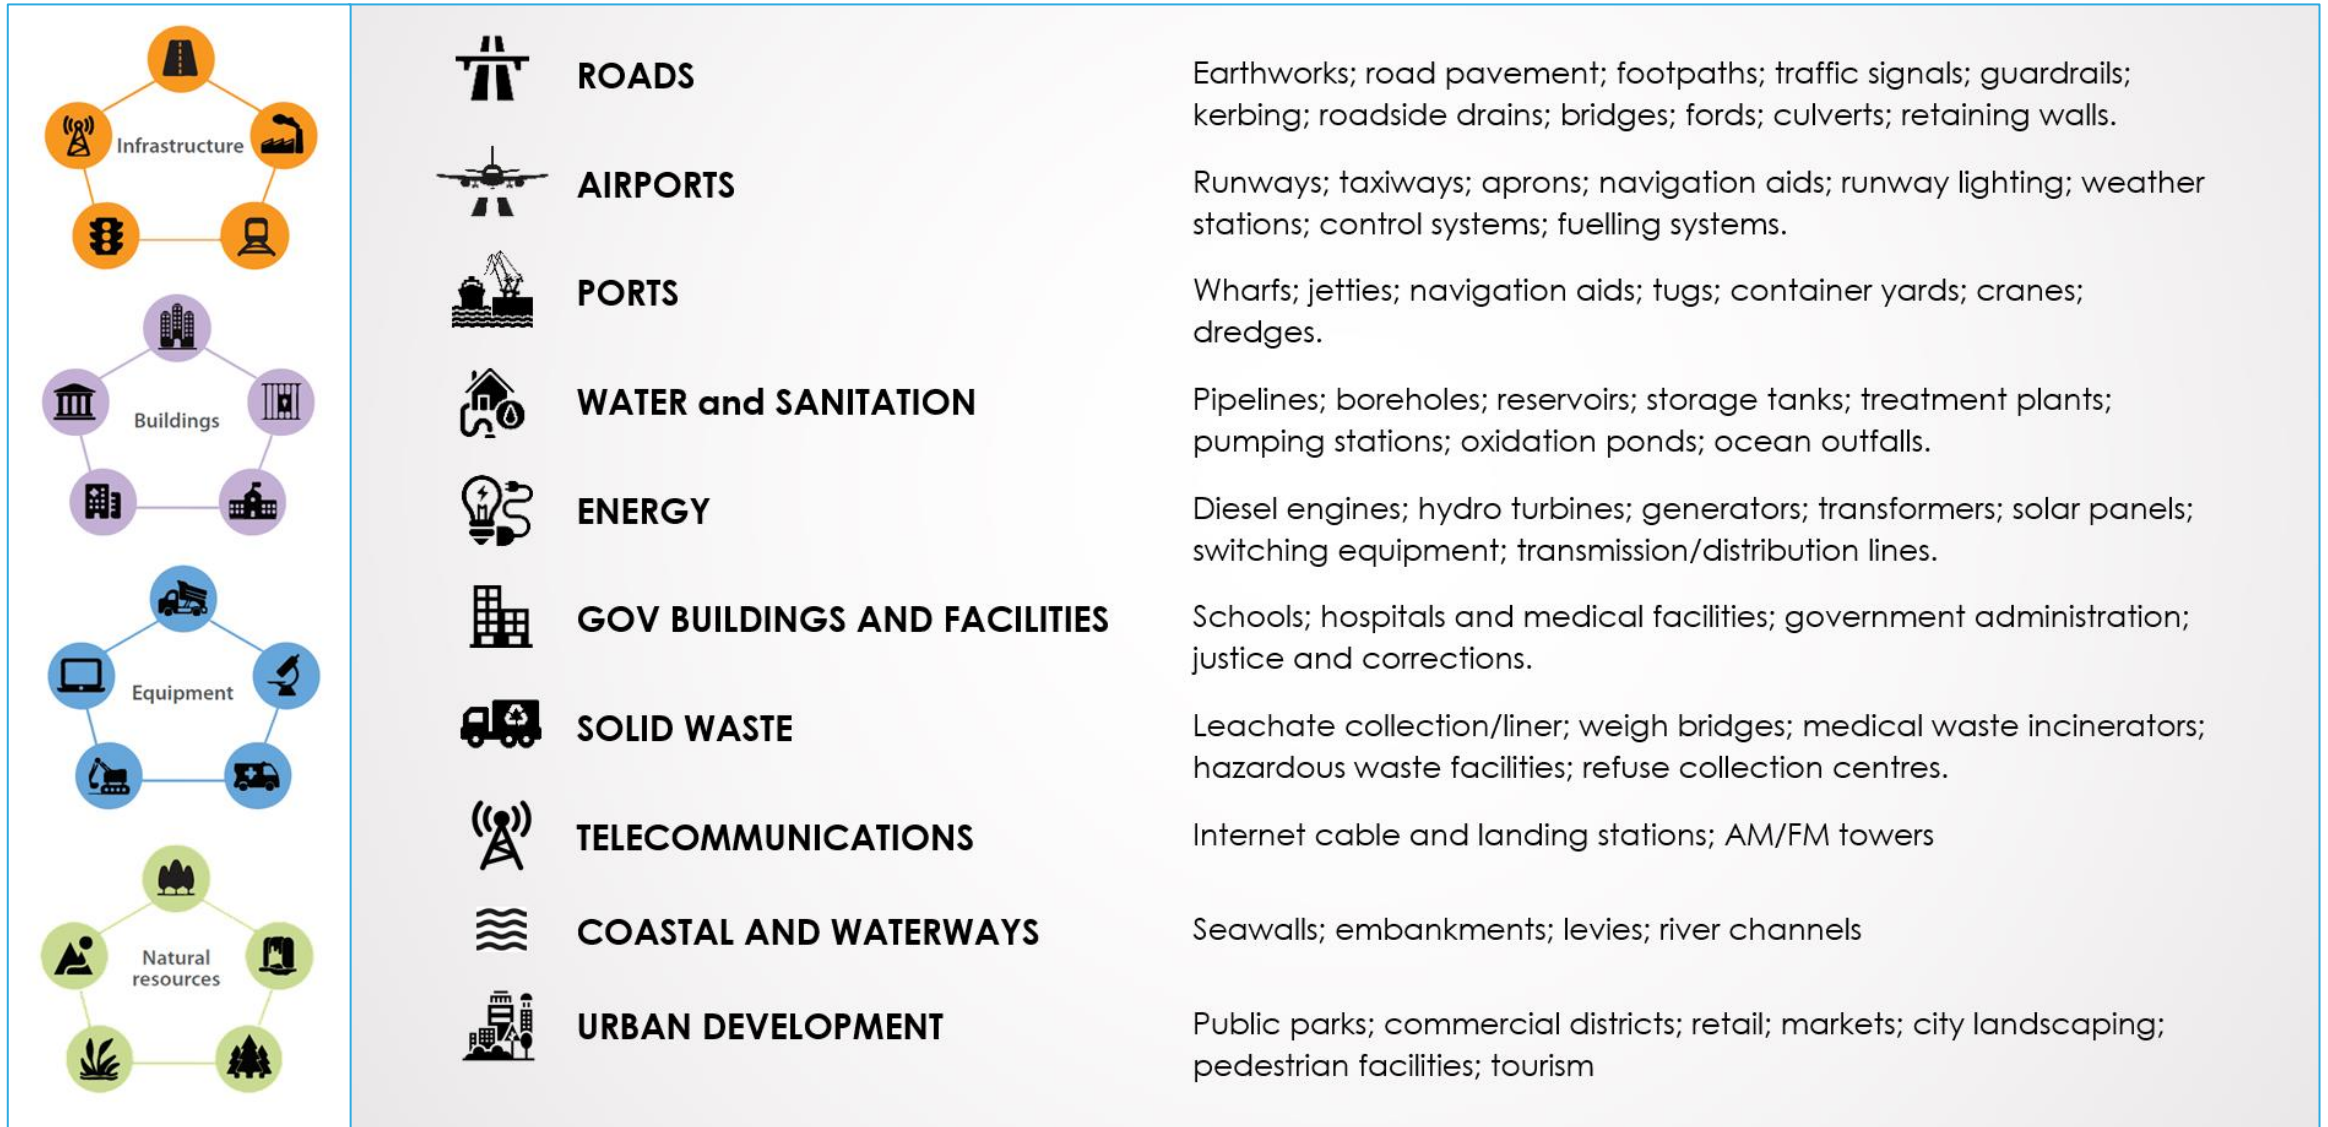 Infrastructure
Buildings
Equipment
Natural
resources
ROADS
Earthworks; road pavement; footpaths; traffic signals; guardrails;
kerbing; roadside drains; bridges; fords; culverts; retaining walls.
AIRPORTS
Runways; taxiways; aprons; navigation aids; runway lighting; weather
stations; control systems; fuelling systems.
PORTS
Wharfs; jetties; navigation aids; tugs; container yards; cranes;
dredges.
WATER and SANITATION
Pipelines; boreholes; reservoirs; storage tanks; treatment plants;
pumping stations; oxidation ponds; ocean outfalls.
ENERGY
Diesel engines; hydro turbines; generators; transformers; solar panels;
switching equipment; transmission/distribution lines.
GOV BUILDINGS AND FACILITIES
Schools; hospitals and medical facilities; government administration;
justice and corrections.
SOLID WASTE
Leachate collection/liner; weigh bridges; medical waste incinerators;
hazardous waste facilities; refuse collection centres.
TELECOMMUNICATIONS
Internet cable and landing stations; AM/FM towers
COASTAL AND WATERWAYS
Seawalls; embankments; levies; river channels
URBAN DEVELOPMENT
Public parks; commercial districts; retail; markets; city landscaping;
pedestrian facilities; tourism